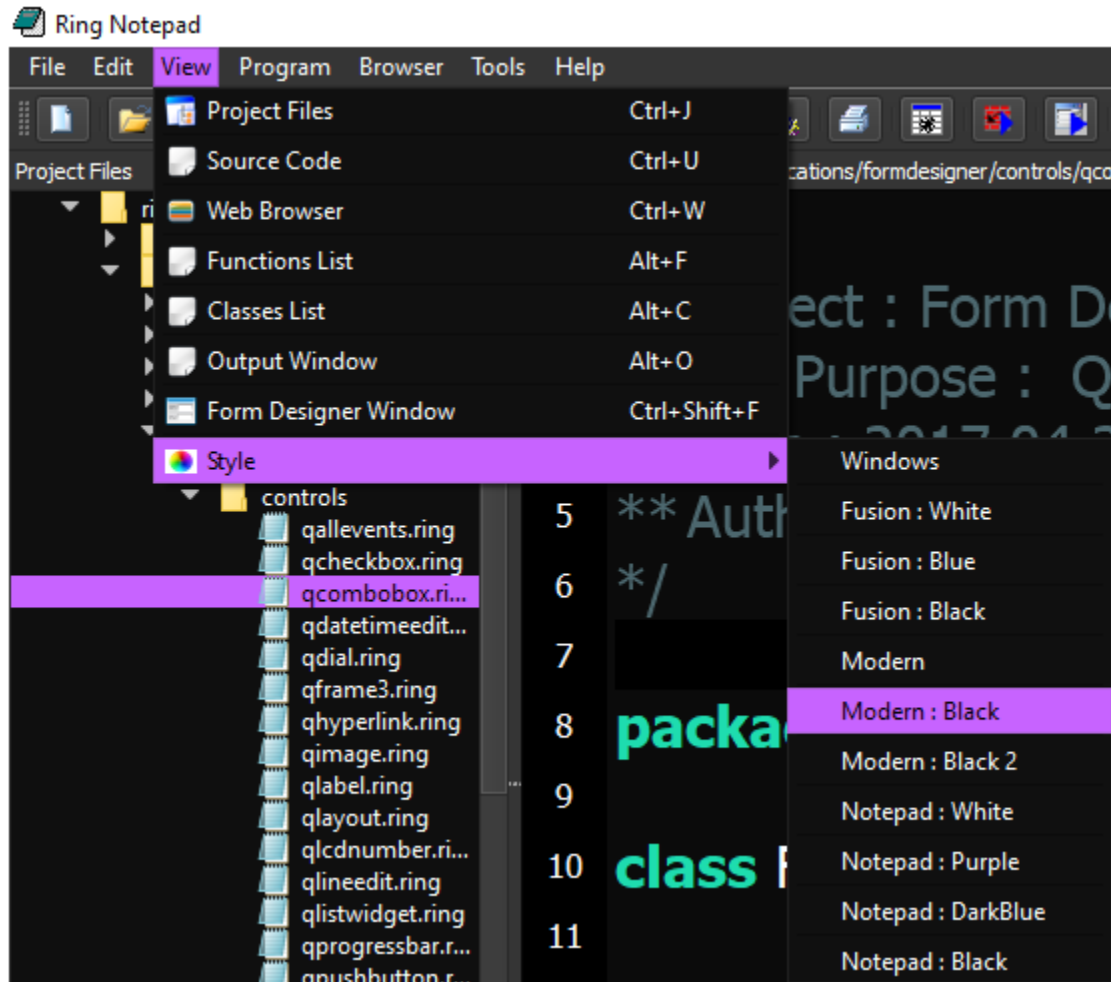 Ring Notepad
File Edit View Program Browser Tools Help
Project Files Ctrl+J
Source Code Ctrl+U
Web Browser Ctrl+W
Functions List Alt+F
Classes List Alt+C
Output Window Alt+O
Form Designer Window Ctrl+Shift+F
Style
Windows
Fusion : White
Fusion : Blue
Fusion : Black
Modern
Modern : Black
Modern : Black 2
Notepad : White
Notepad : Purple
Notepad : DarkBlue
Notepad : Black
Project Files
ri
controls
qallevents.ring
qcheckbox.ring
qcombobox.ri...
qdatetimeedit...
qdial.ring
qframe3.ring
qhyperlink.ring
qimage.ring
qlabel.ring
qlayout.ring
qlcdnumber.ri...
qlineedit.ring
qlistwidget.ring
qprogressbar.r...
qpushbutton.r...
cations/formdesigner/controls/qco
ect : Form De
Purpose : Q
5 ** Auth
6 */
7
8 packa
9
10 class
11